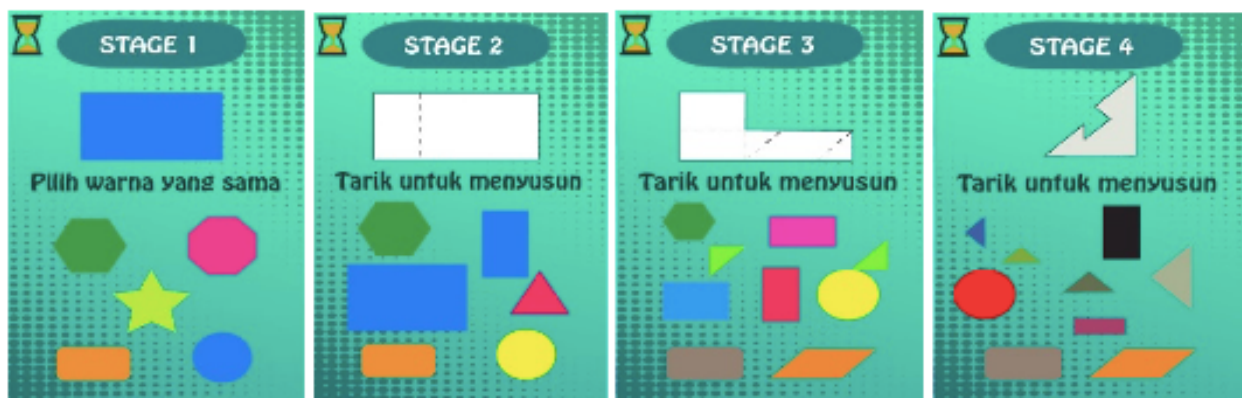 STAGE 1
Pilih warna yang sama
STAGE 2
Tarik untuk menyusun
STAGE 3
Tarik untuk menyusun
STAGE 4
Tarik untuk menyusun